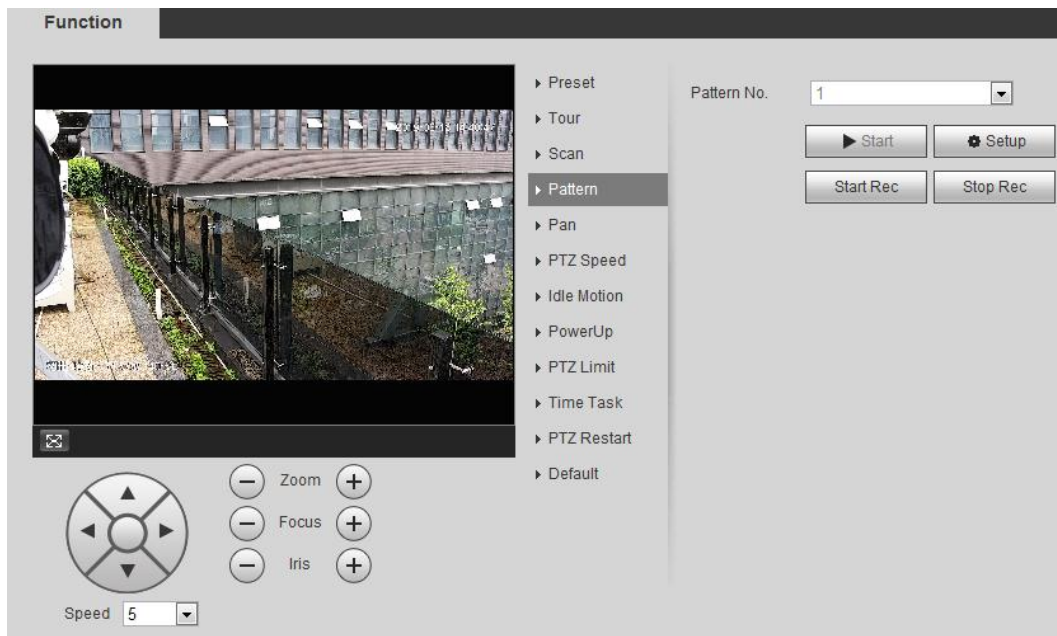 Function
Preset
Tour
Scan
Pattern
Pan
PTZ Speed
Idle Motion
PowerUp
PTZ Limit
Time Task
PTZ Restart
Default
Pattern No.
1
Start
Setup
Start Rec
Stop Rec
Zoom
Focus
Iris
Speed
5